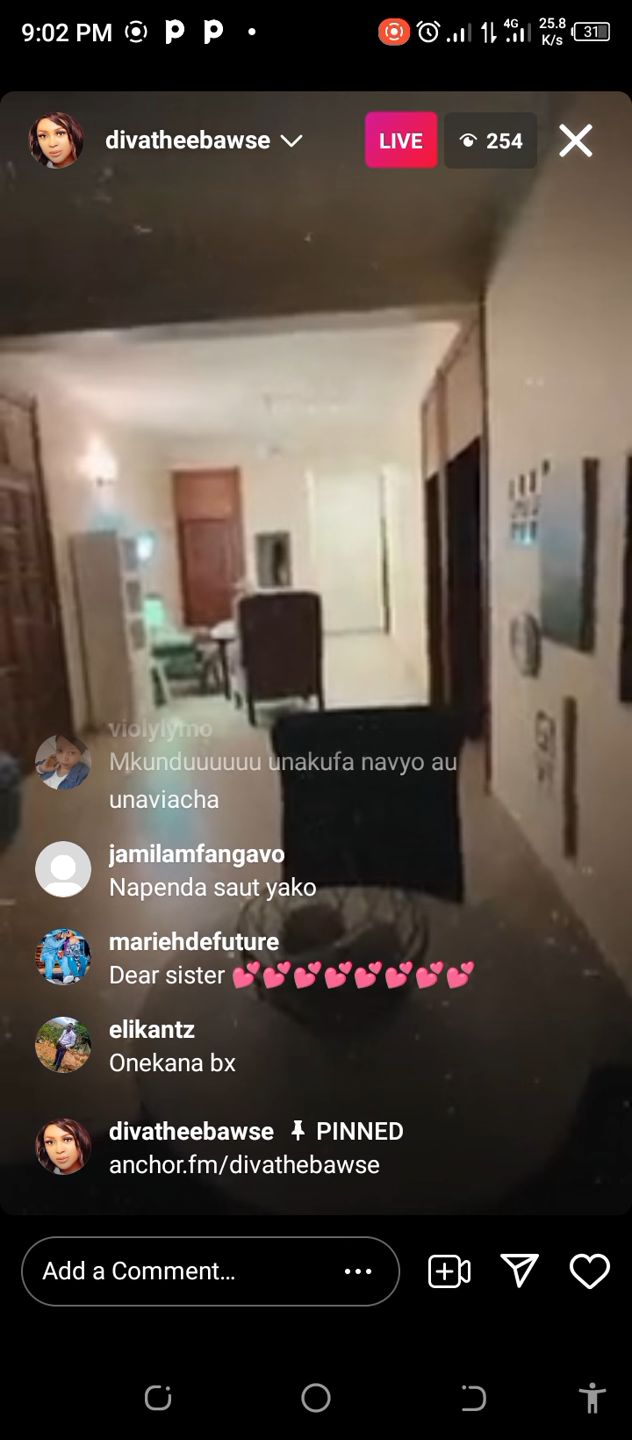 9:02 PM
4G 25.8 K/s 31
divatheebawse LIVE 254
violylymo
Mkunduuuuuu unakufa navyo au
unaviacha
jamilamfangavo
Napenda saut yako
mariehdefuture
Dear sister 💕💕💕💕💕💕💕💕
elikantz
Onekana bx
divatheebawse PINNED
anchor.fm/divathebawse
Add a Comment...